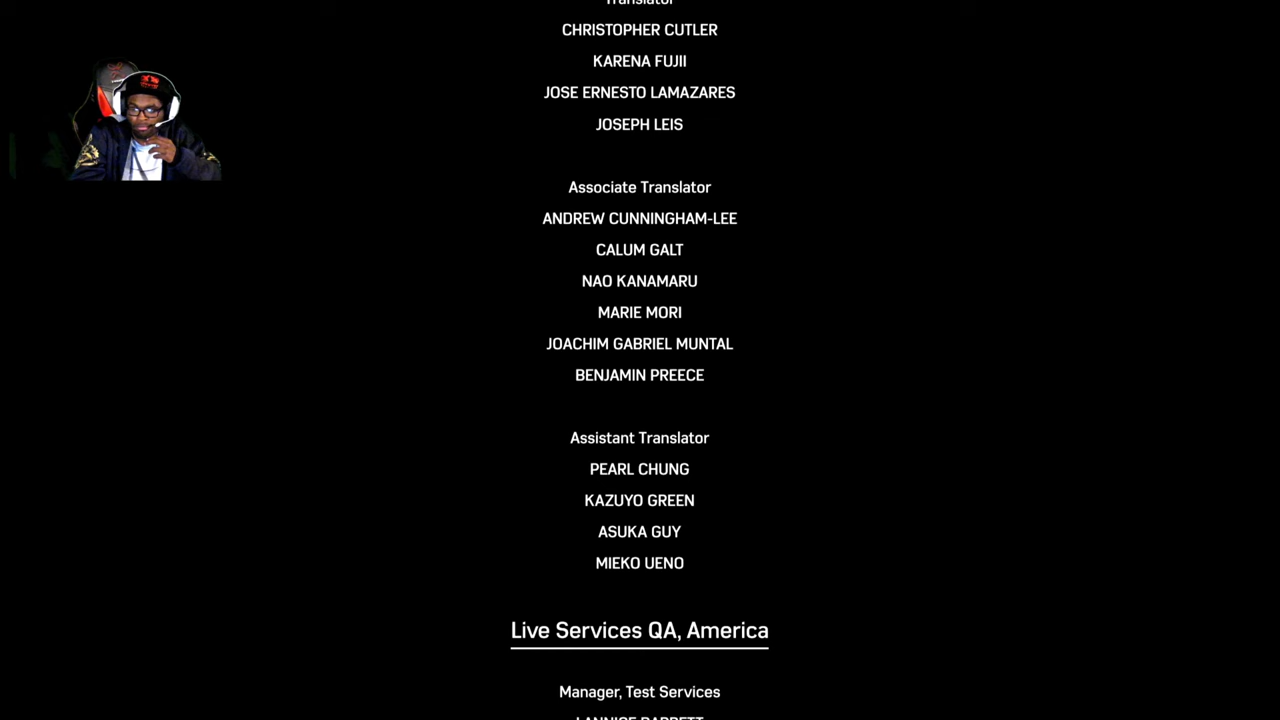 Translator
CHRISTOPHER CUTLER
KARENA FUJII
JOSE ERNESTO LAMAZARES
JOSEPH LEIS
Associate Translator
ANDREW CUNNINGHAM-LEE
CALUM GALT
NAO KANAMARU
MARIE MORI
JOACHIM GABRIEL MUNTAL
BENJAMIN PREECE
Assistant Translator
PEARL CHUNG
KAZUYO GREEN
ASUKA GUY
MIEKO UENO
Live Services QA, America
Manager, Test Services